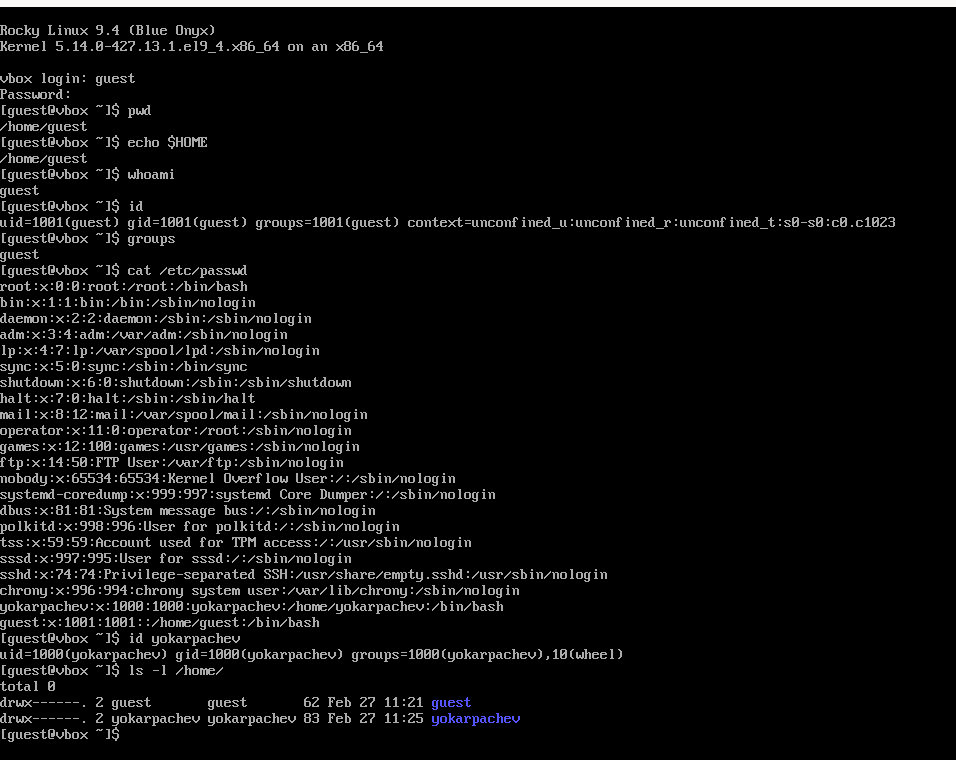 Rocky Linux 9.4 (Blue Onyx)
Kernel 5.14.0-427.13.1.el9_4.x86_64 on an x86_64
vbox login: guest
Password:
[guest@vbox ~]$ pwd
/home/guest
[guest@vbox ~]$ echo $HOME
/home/guest
[guest@vbox ~]$ whoami
guest
[guest@vbox ~]$ id
uid=1001(guest) gid=1001(guest) groups=1001(guest) context=unconfined_u:unconfined_r:unconfined_t:s0-s0:c0.c1023
[guest@vbox ~]$ groups
guest
[guest@vbox ~]$ cat /etc/passwd
root:x:0:0:root:/root:/bin/bash
bin:x:1:1:bin:/bin:/sbin/nologin
daemon:x:2:2:daemon:/sbin:/sbin/nologin
adm:x:3:4:adm:/var/adm:/sbin/nologin
lp:x:4:7:lp:/var/spool/lpd:/sbin/nologin
sync:x:5:0:sync:/sbin:/bin/sync
shutdown:x:6:0:shutdown:/sbin:/sbin/shutdown
halt:x:7:0:halt:/sbin:/sbin/halt
mail:x:8:12:mail:/var/spool/mail:/sbin/nologin
operator:x:11:0:operator:/root:/sbin/nologin
games:x:12:100:games:/usr/games:/sbin/nologin
ftp:x:14:50:FTP User:/var/ftp:/sbin/nologin
nobody:x:65534:65534:Kernel Overflow User:/:/sbin/nologin
systemd-coredump:x:999:997:systemd Core Dumper:/:/sbin/nologin
dbus:x:81:81:System message bus:/:/sbin/nologin
polkitd:x:998:996:User for polkitd:/:/sbin/nologin
tss:x:59:59:Account used for TPM access:/:/usr/sbin/nologin
sssd:x:997:995:User for sssd:/:/sbin/nologin
sshd:x:74:74:Privilege-separated SSH:/usr/share/empty.sshd:/usr/sbin/nologin
chrony:x:996:994:chrony system user:/var/lib/chrony:/sbin/nologin
yokarpachev:x:1000:1000:yokarpachev:/home/yokarpachev:/bin/bash
guest:x:1001:1001::/home/guest:/bin/bash
[guest@vbox ~]$ id yokarpachev
uid=1000(yokarpachev) gid=1000(yokarpachev) groups=1000(yokarpachev),10(wheel)
[guest@vbox ~]$ ls -l /home/
total 0
drwx------. 2 guest       guest       62 Feb 27 11:21 guest
drwx------. 2 yokarpachev yokarpachev 83 Feb 27 11:25 yokarpachev
[guest@vbox ~]$